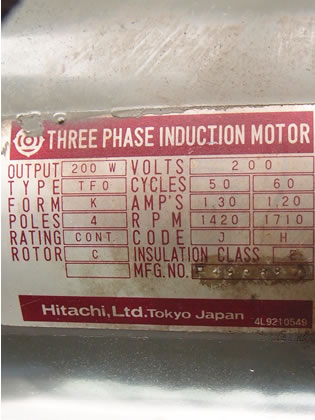 THREE PHASE INDUCTION MOTOR
OUTPUT 200 W VOLTS 200
TYPE TFO CYCLES 50 60
FORM K AMP'S 1.30 1.20
POLES 4 RPM 1420 1710
RATING CONT. CODE J H
ROTOR C INSULATION CLASS E
MFG.NO.
Hitachi,Ltd. Tokyo Japan 4L9210549